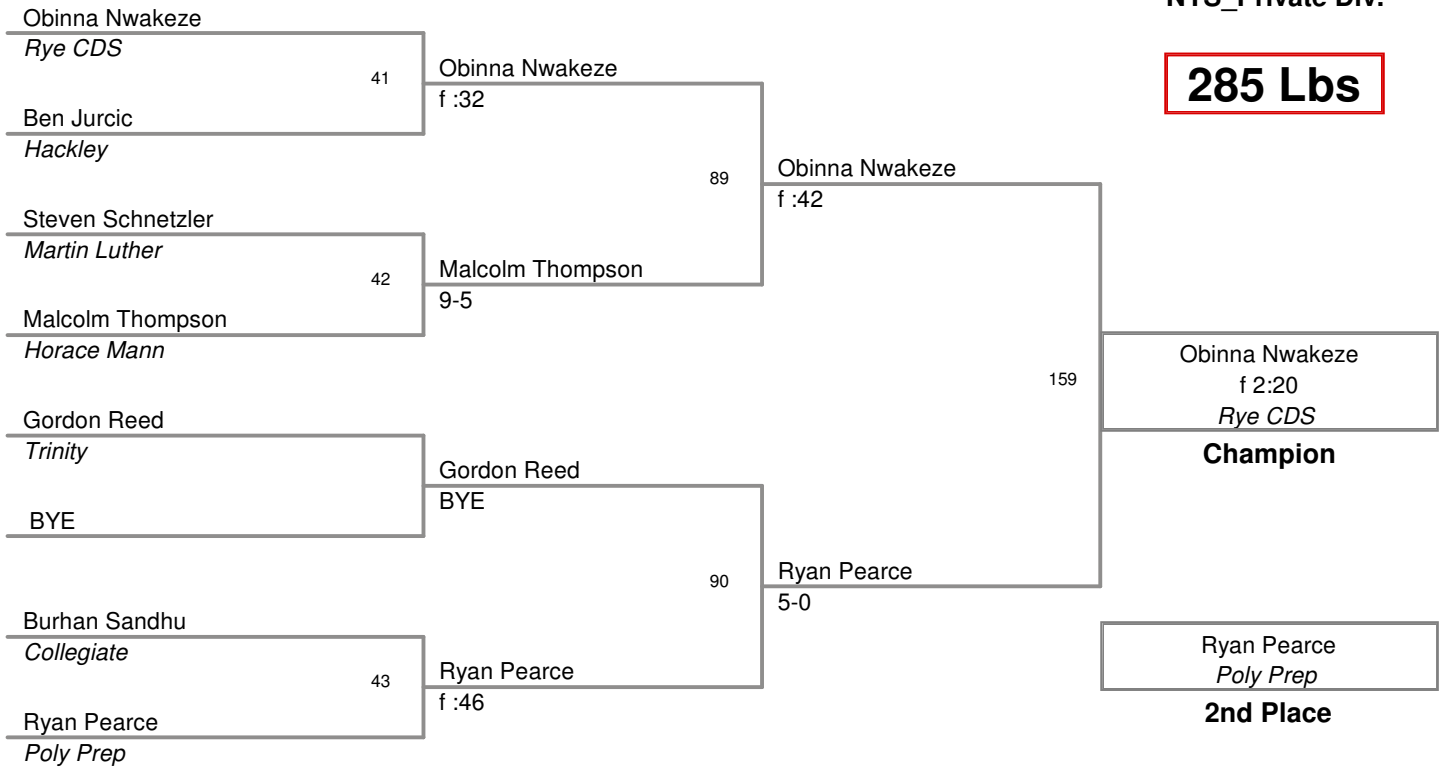 NYS_Private Div.
285 Lbs
Obinna Nwakeze
Rye CDS
41
Ben Jurcic
Hackley
Obinna Nwakeze
f :32
Steven Schnetzler
Martin Luther
42
Malcolm Thompson
Horace Mann
Malcolm Thompson
9-5
89
Obinna Nwakeze
f :42
Gordon Reed
Trinity
BYE
Gordon Reed
BYE
Burhan Sandhu
Collegiate
43
Ryan Pearce
Poly Prep
Ryan Pearce
f :46
90
Ryan Pearce
5-0
159
Obinna Nwakeze
f 2:20
Rye CDS
Champion
Ryan Pearce
Poly Prep
2nd Place